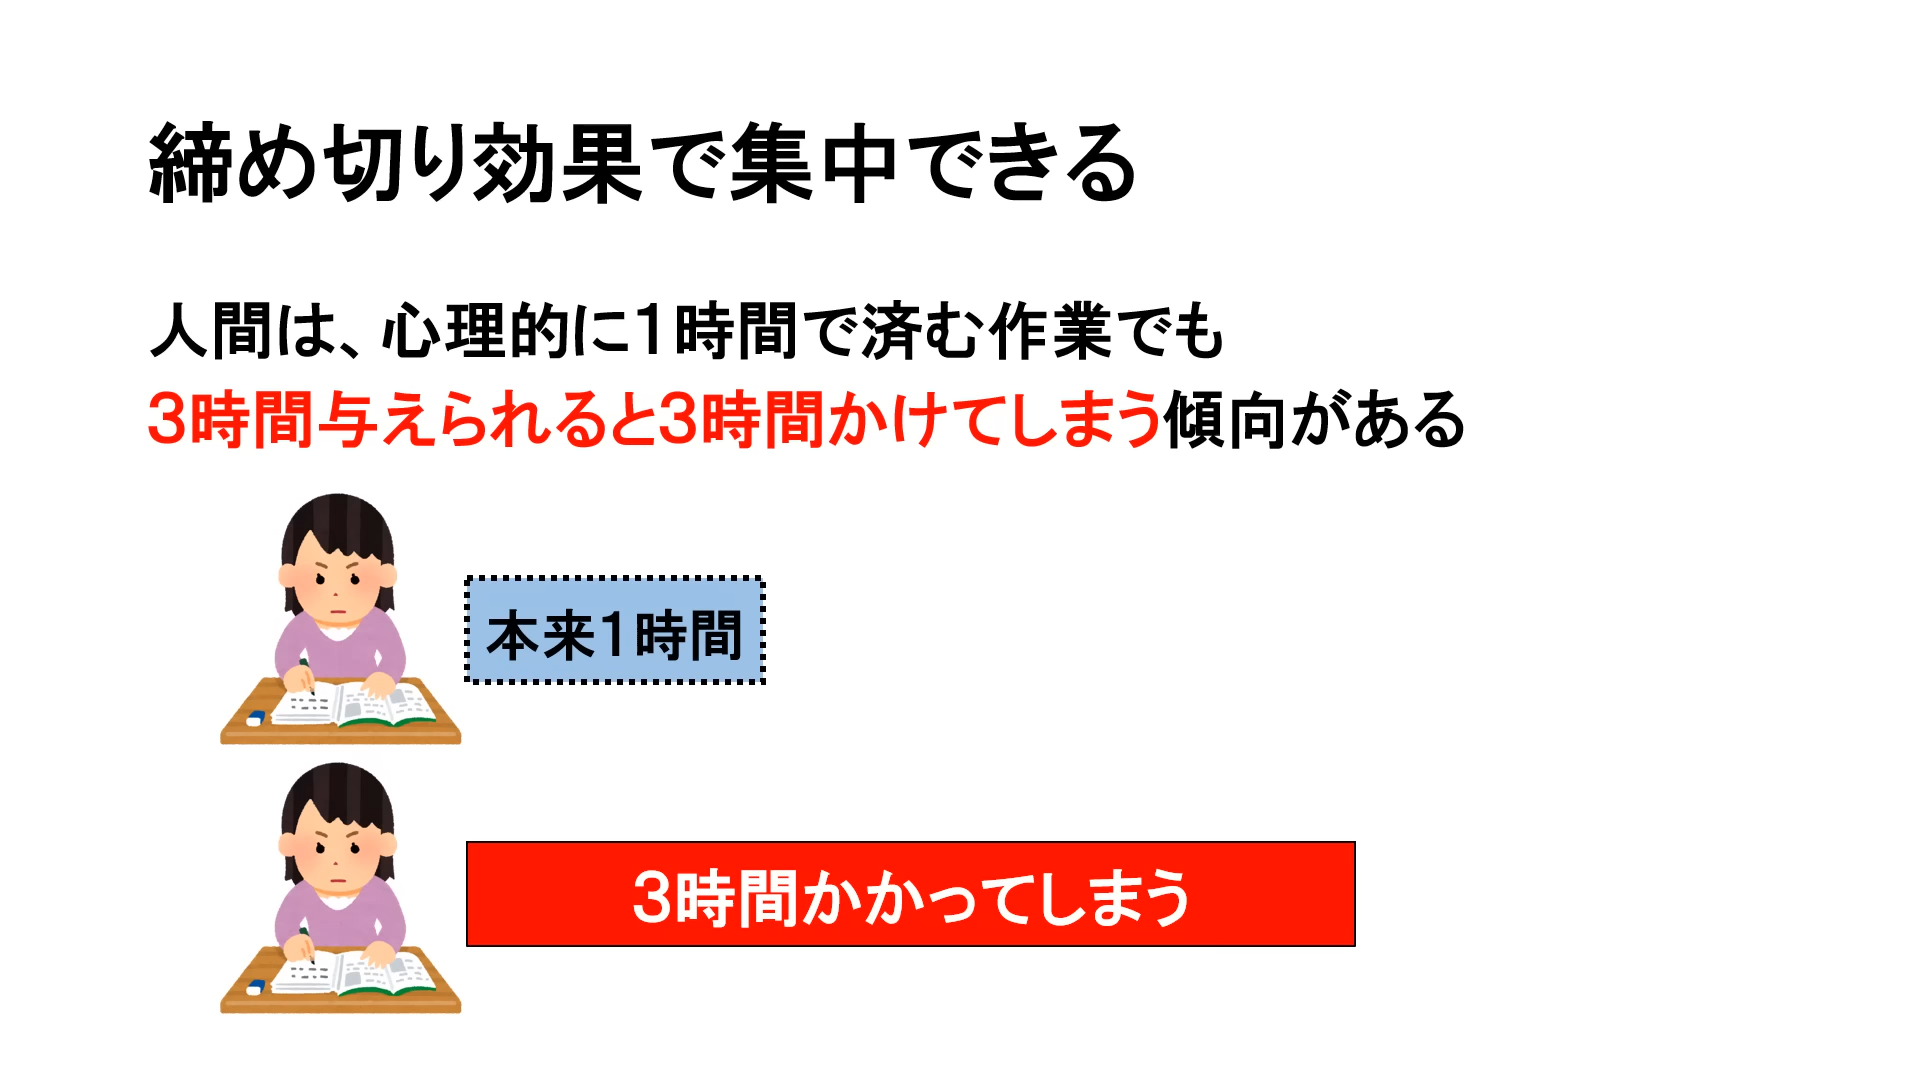 締め切り効果で集中できる
人間は、心理的に1時間で済む作業でも
3時間与えられると3時間かけてしまう傾向がある
本来1時間
3時間かかってしまう